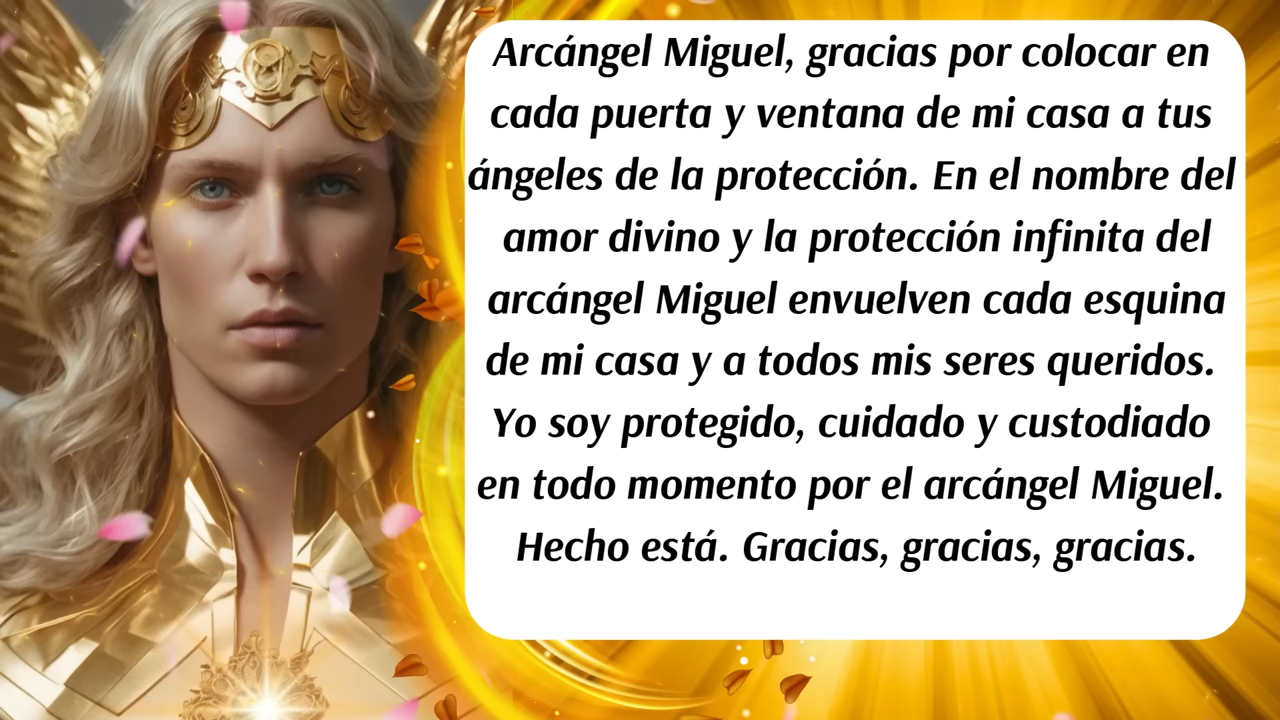 Arcángel Miguel, gracias por colocar en
cada puerta y ventana de mi casa a tus
ángeles de la protección. En el nombre del
amor divino y la protección infinita del
arcángel Miguel envuelven cada esquina
de mi casa y a todos mis seres queridos.
Yo soy protegido, cuidado y custodiado
en todo momento por el arcángel Miguel.
Hecho está. Gracias, gracias, gracias.